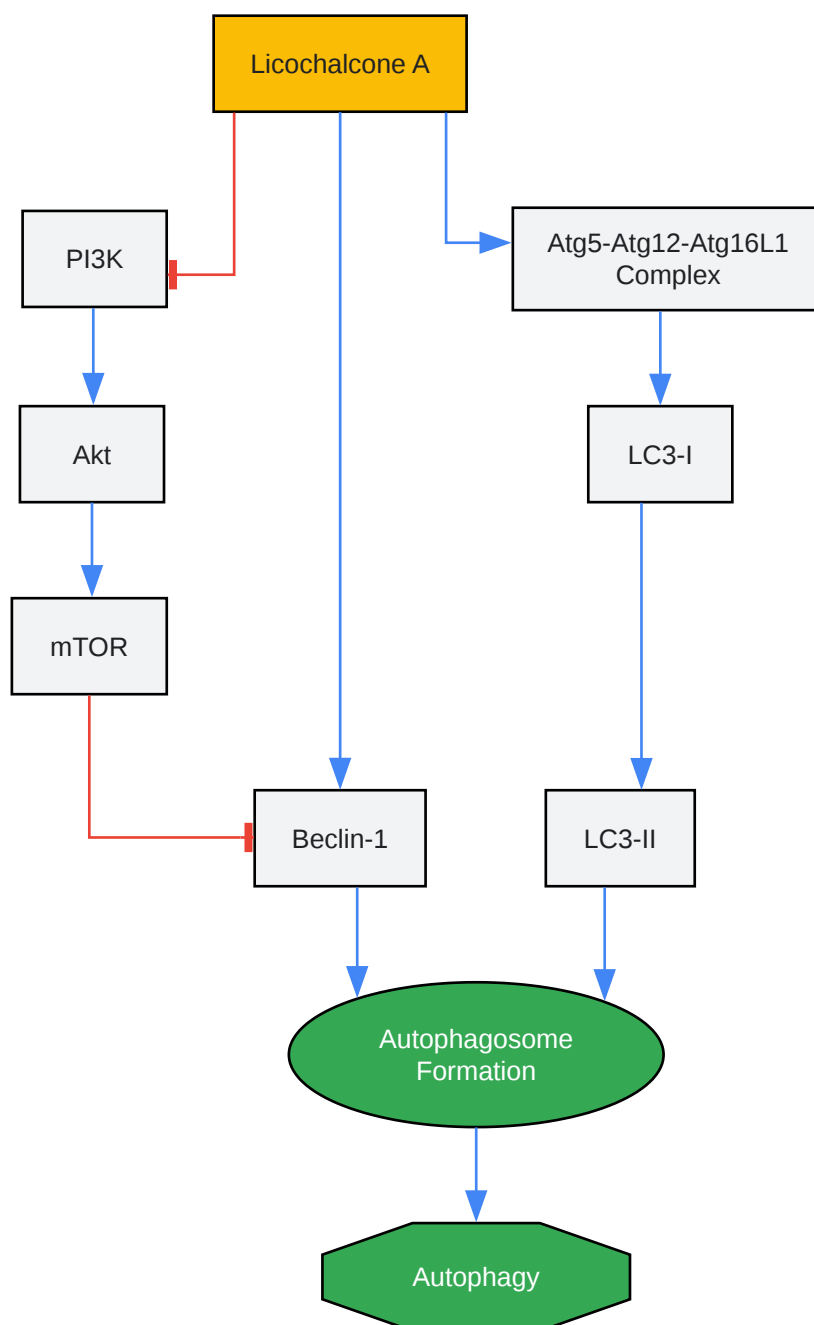 Licochalcone A
PI3K
Atg5-Atg12-Atg16L1
Complex
Akt
LC3-I
mTOR
Beclin-1
LC3-II
Autophagosome
Formation
Autophagy